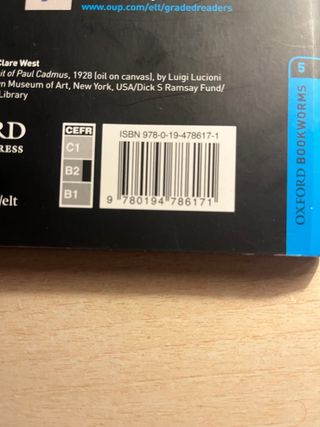 www.oup.com/elt/gradedreaders
Clare West
it of Paul Cadmus, 1928 (oil on canvas), by Luigi Lucioni
n Museum of Art, New York, USA/Dick S Ramsay Fund/
Library
RD
RESS
elt
CEFR
C1
B2
B1
ISBN 978-0-19-478617-1
9 780194 786171
5
OXFORD BOOKWORMS